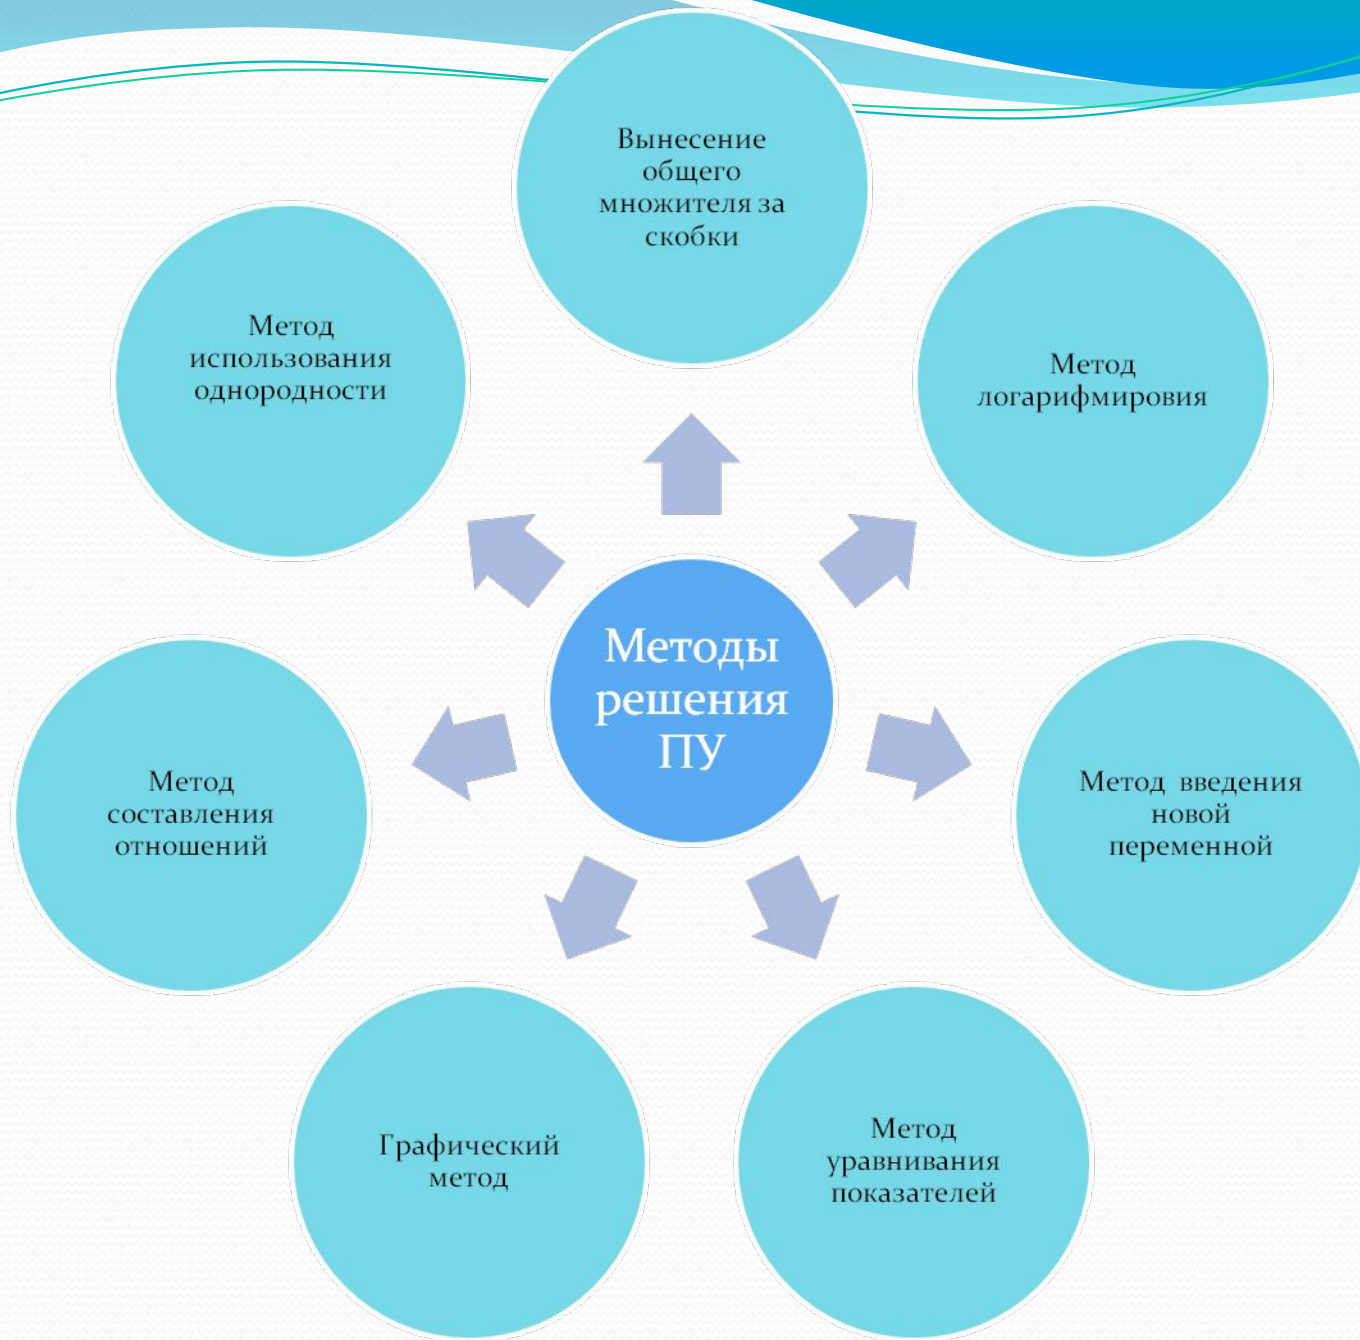 Вынесение
общего
множителя за
скобки
Метод
использования
однородности
Метод
логарифмировия
Методы
решения
ПУ
Метод
составления
отношений
Метод введения
новой
переменной
Графический
метод
Метод
уравнивания
показателей